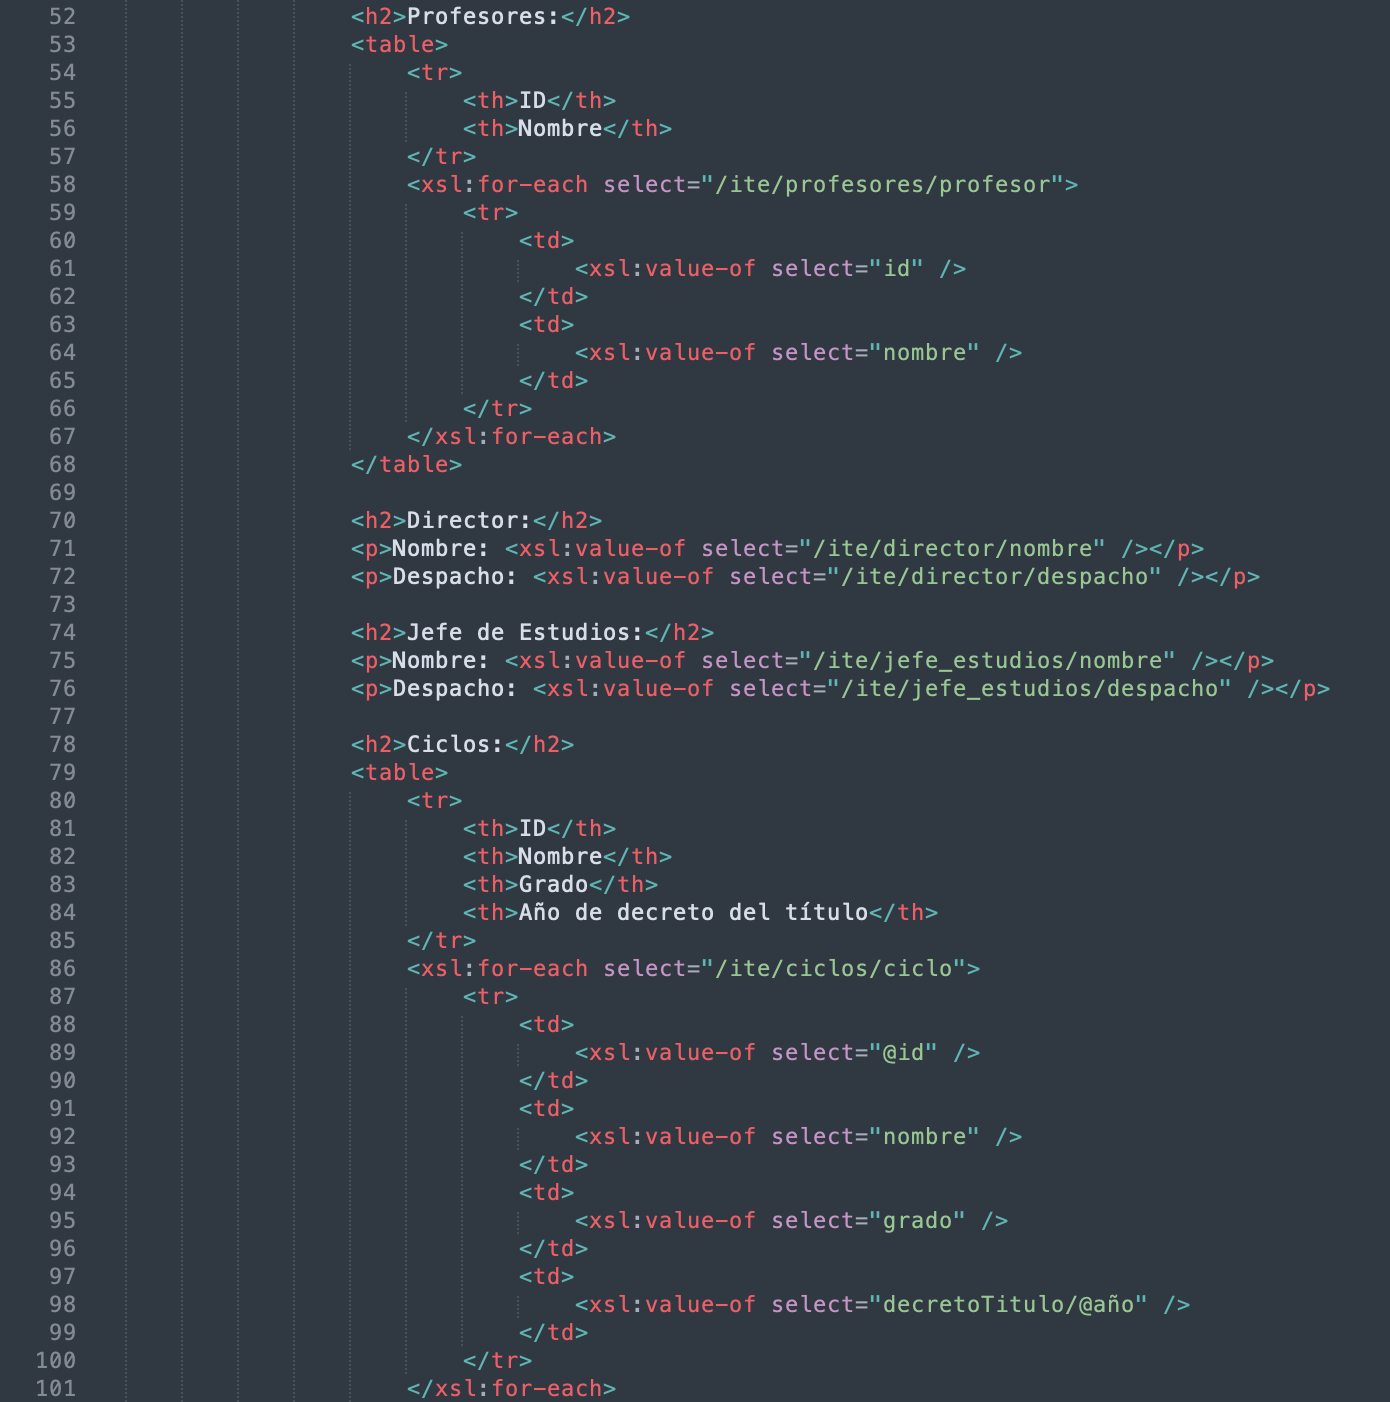 52 <h2>Profesores:</h2>
53 <table>
54 <tr>
55 <th>ID</th>
56 <th>Nombre</th>
57 </tr>
58 <xsl:for-each select="/ite/profesores/profesor">
59 <tr>
60 <td>
61 <xsl:value-of select="id" />
62 </td>
63 <td>
64 <xsl:value-of select="nombre" />
65 </td>
66 </tr>
67 </xsl:for-each>
68 </table>
69
70 <h2>Director:</h2>
71 <p>Nombre: <xsl:value-of select="/ite/director/nombre" /></p>
72 <p>Despacho: <xsl:value-of select="/ite/director/despacho" /></p>
73
74 <h2>Jefe de Estudios:</h2>
75 <p>Nombre: <xsl:value-of select="/ite/jefe_estudios/nombre" /></p>
76 <p>Despacho: <xsl:value-of select="/ite/jefe_estudios/despacho" /></p>
77
78 <h2>Ciclos:</h2>
79 <table>
80 <tr>
81 <th>ID</th>
82 <th>Nombre</th>
83 <th>Grado</th>
84 <th>Año de decreto del título</th>
85 </tr>
86 <xsl:for-each select="/ite/ciclos/ciclo">
87 <tr>
88 <td>
89 <xsl:value-of select="@id" />
90 </td>
91 <td>
92 <xsl:value-of select="nombre" />
93 </td>
94 <td>
95 <xsl:value-of select="grado" />
96 </td>
97 <td>
98 <xsl:value-of select="decretoTitulo/@año" />
99 </td>
100 </tr>
101 </xsl:for-each>